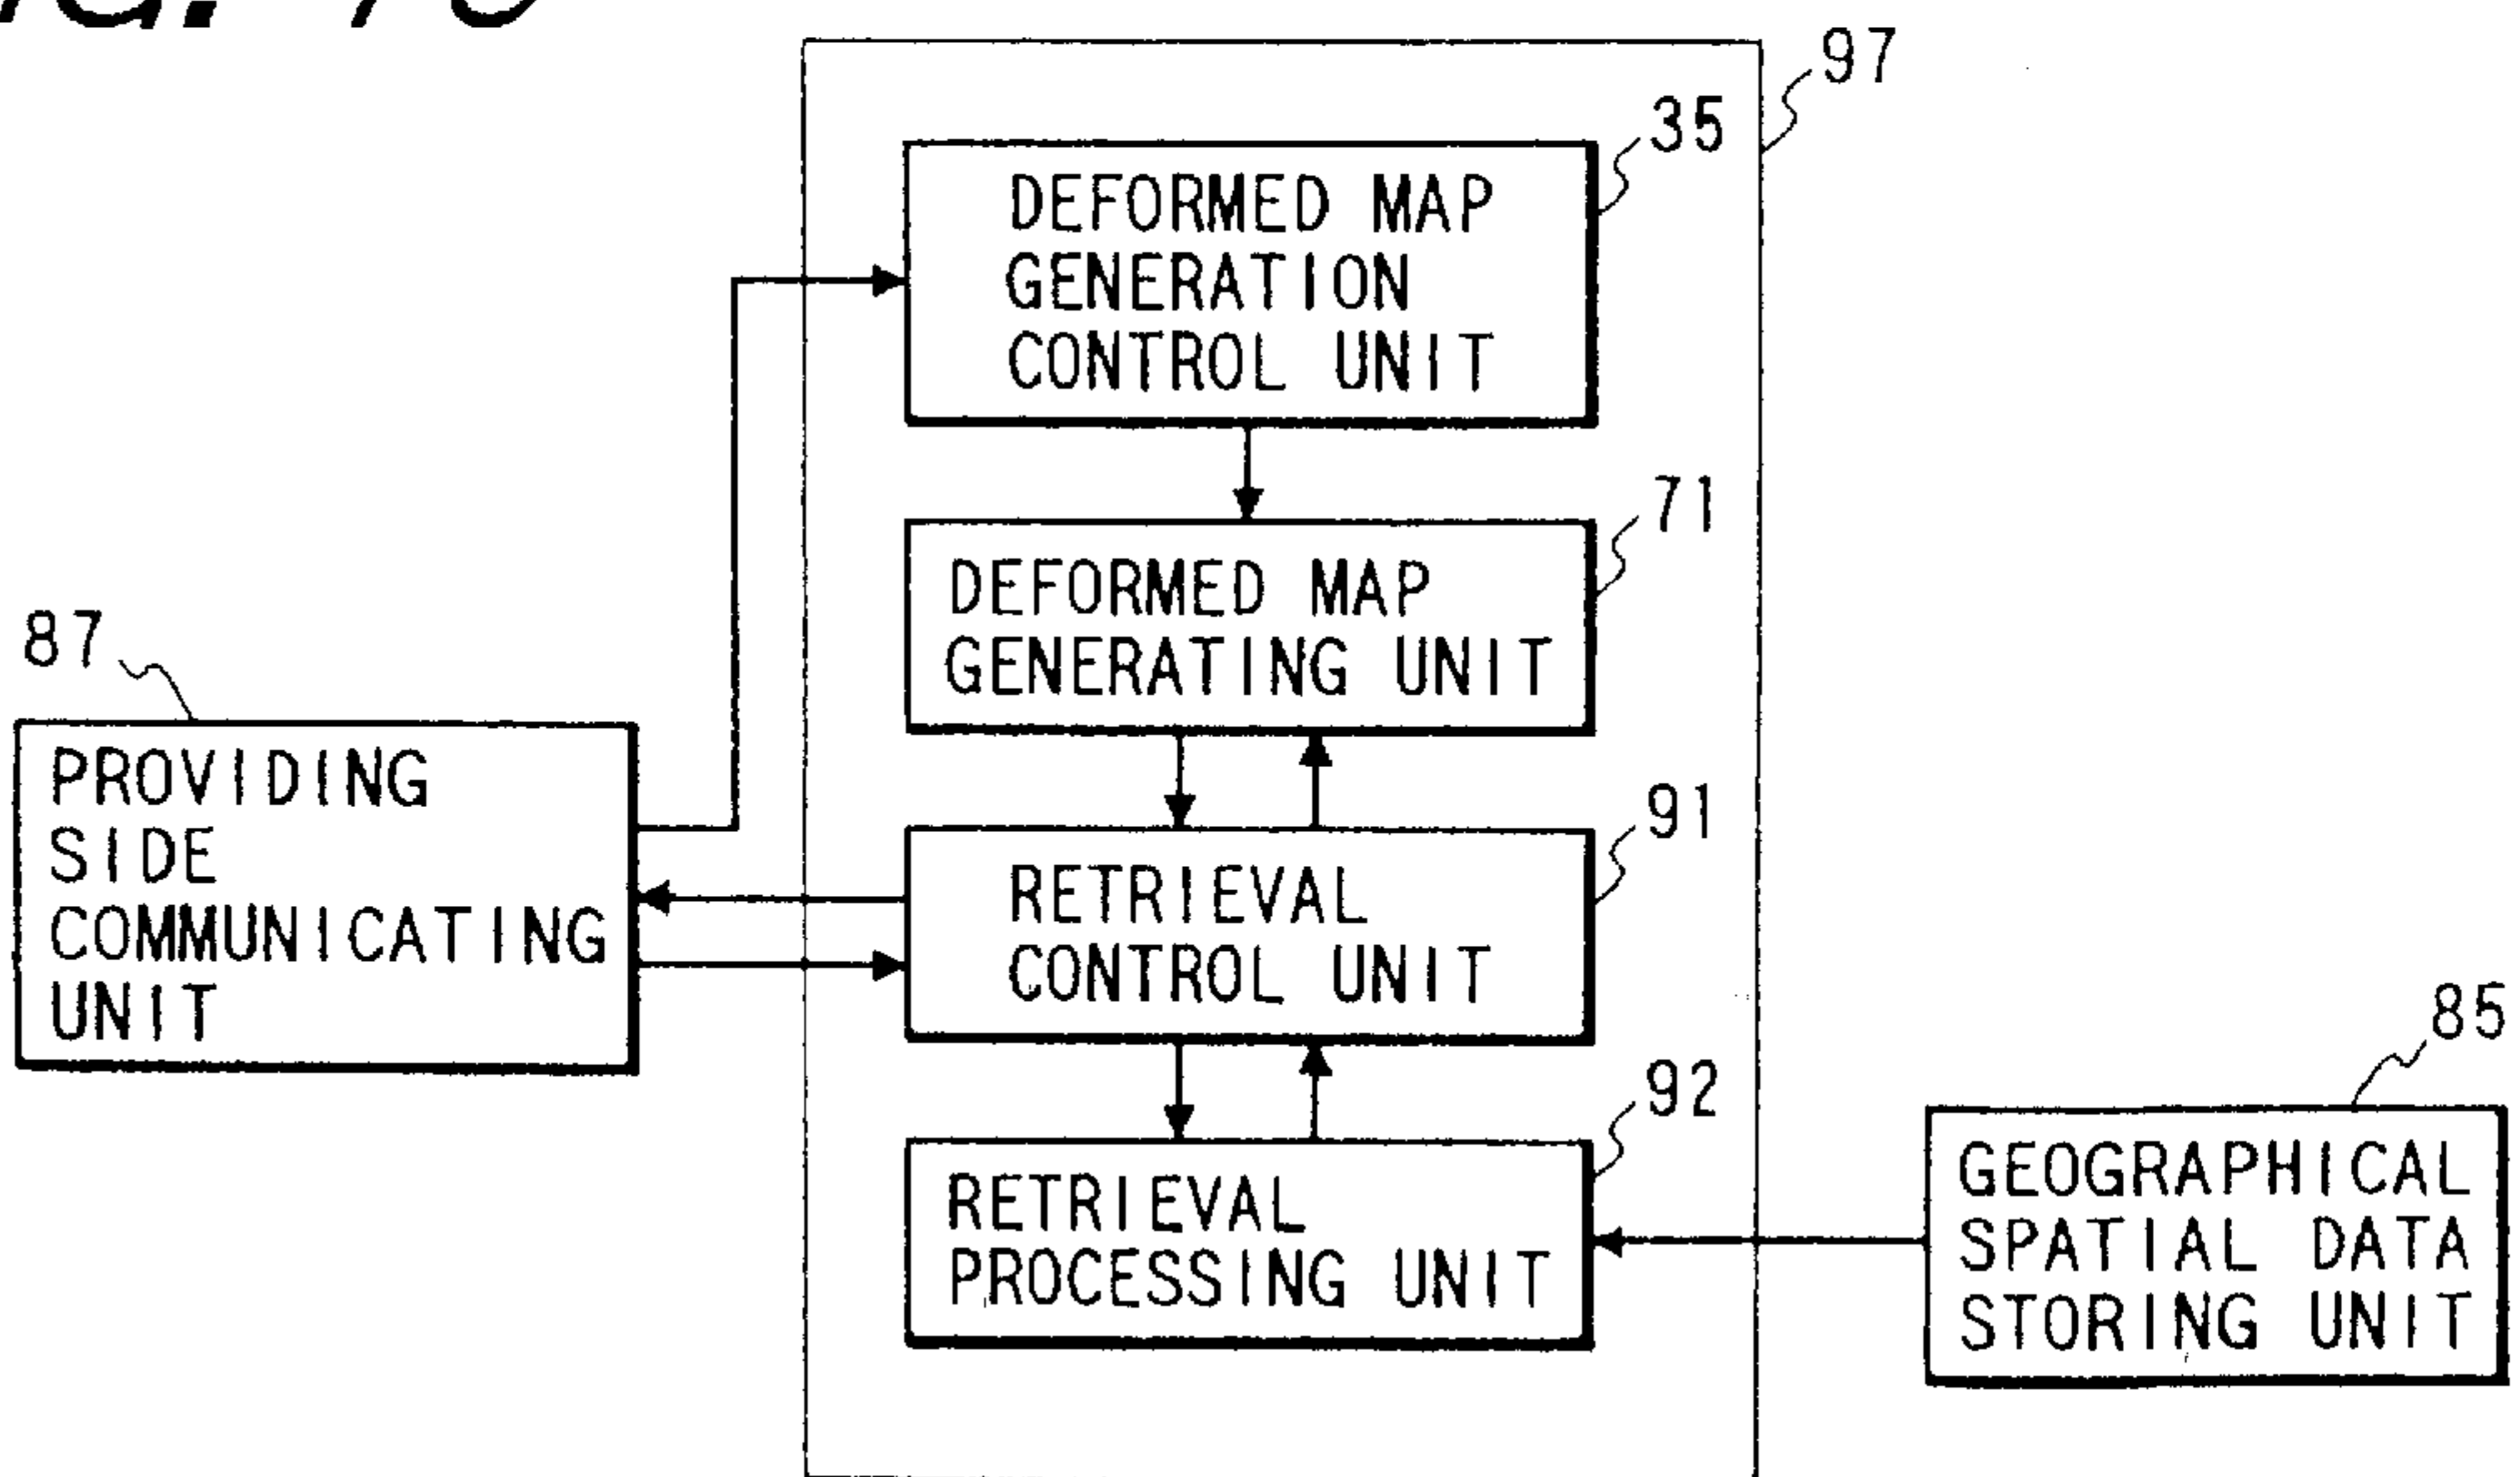 97
35
DEFORMED MAP
GENERATION
CONTROL UNIT
71
DEFORMED MAP
GENERATING UNIT
87
PROVIDING
SIDE
COMMUNICATING
UNIT
91
RETRIEVAL
CONTROL UNIT
92
RETRIEVAL
PROCESSING UNIT
85
GEOGRAPHICAL
SPATIAL DATA
STORING UNIT